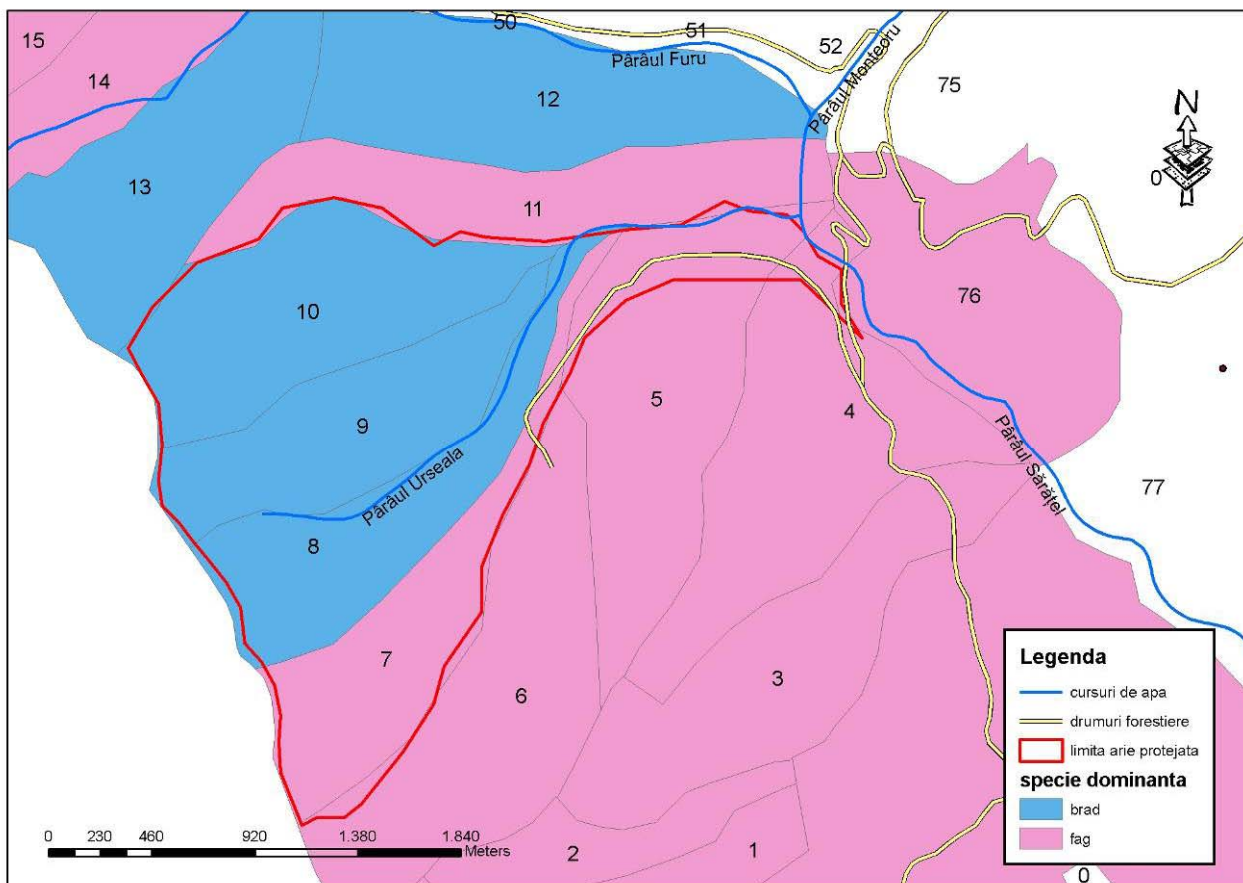 15
50
51
52
Pârâul Furu
Pârâul Monteoru
14
12
75
N
0
13
11
10
76
5
4
9
Pârâul Urseala
Pârâul Sărățel
77
8
7
6
3
2
1
0
Legenda
cursuri de apa
drumuri forestiere
limita arie protejata
specie dominanta
brad
fag
0 230 460 920 1.380 1.840
Meters